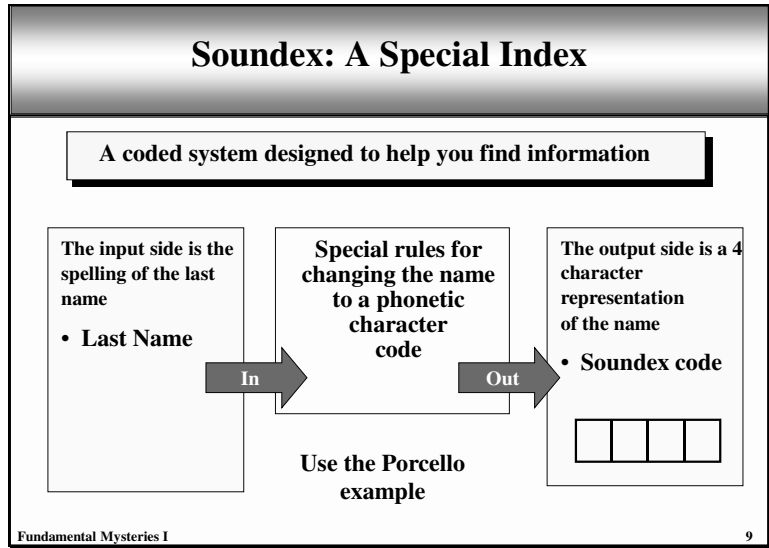 Soundex: A Special Index
A coded system designed to help you find information
The input side is the
spelling of the last
name
• Last Name
In
Special rules for
changing the name
to a phonetic
character
code
Out
The output side is a 4
character
representation
of the name
• Soundex code
Use the Porcello
example
Fundamental Mysteries I
9